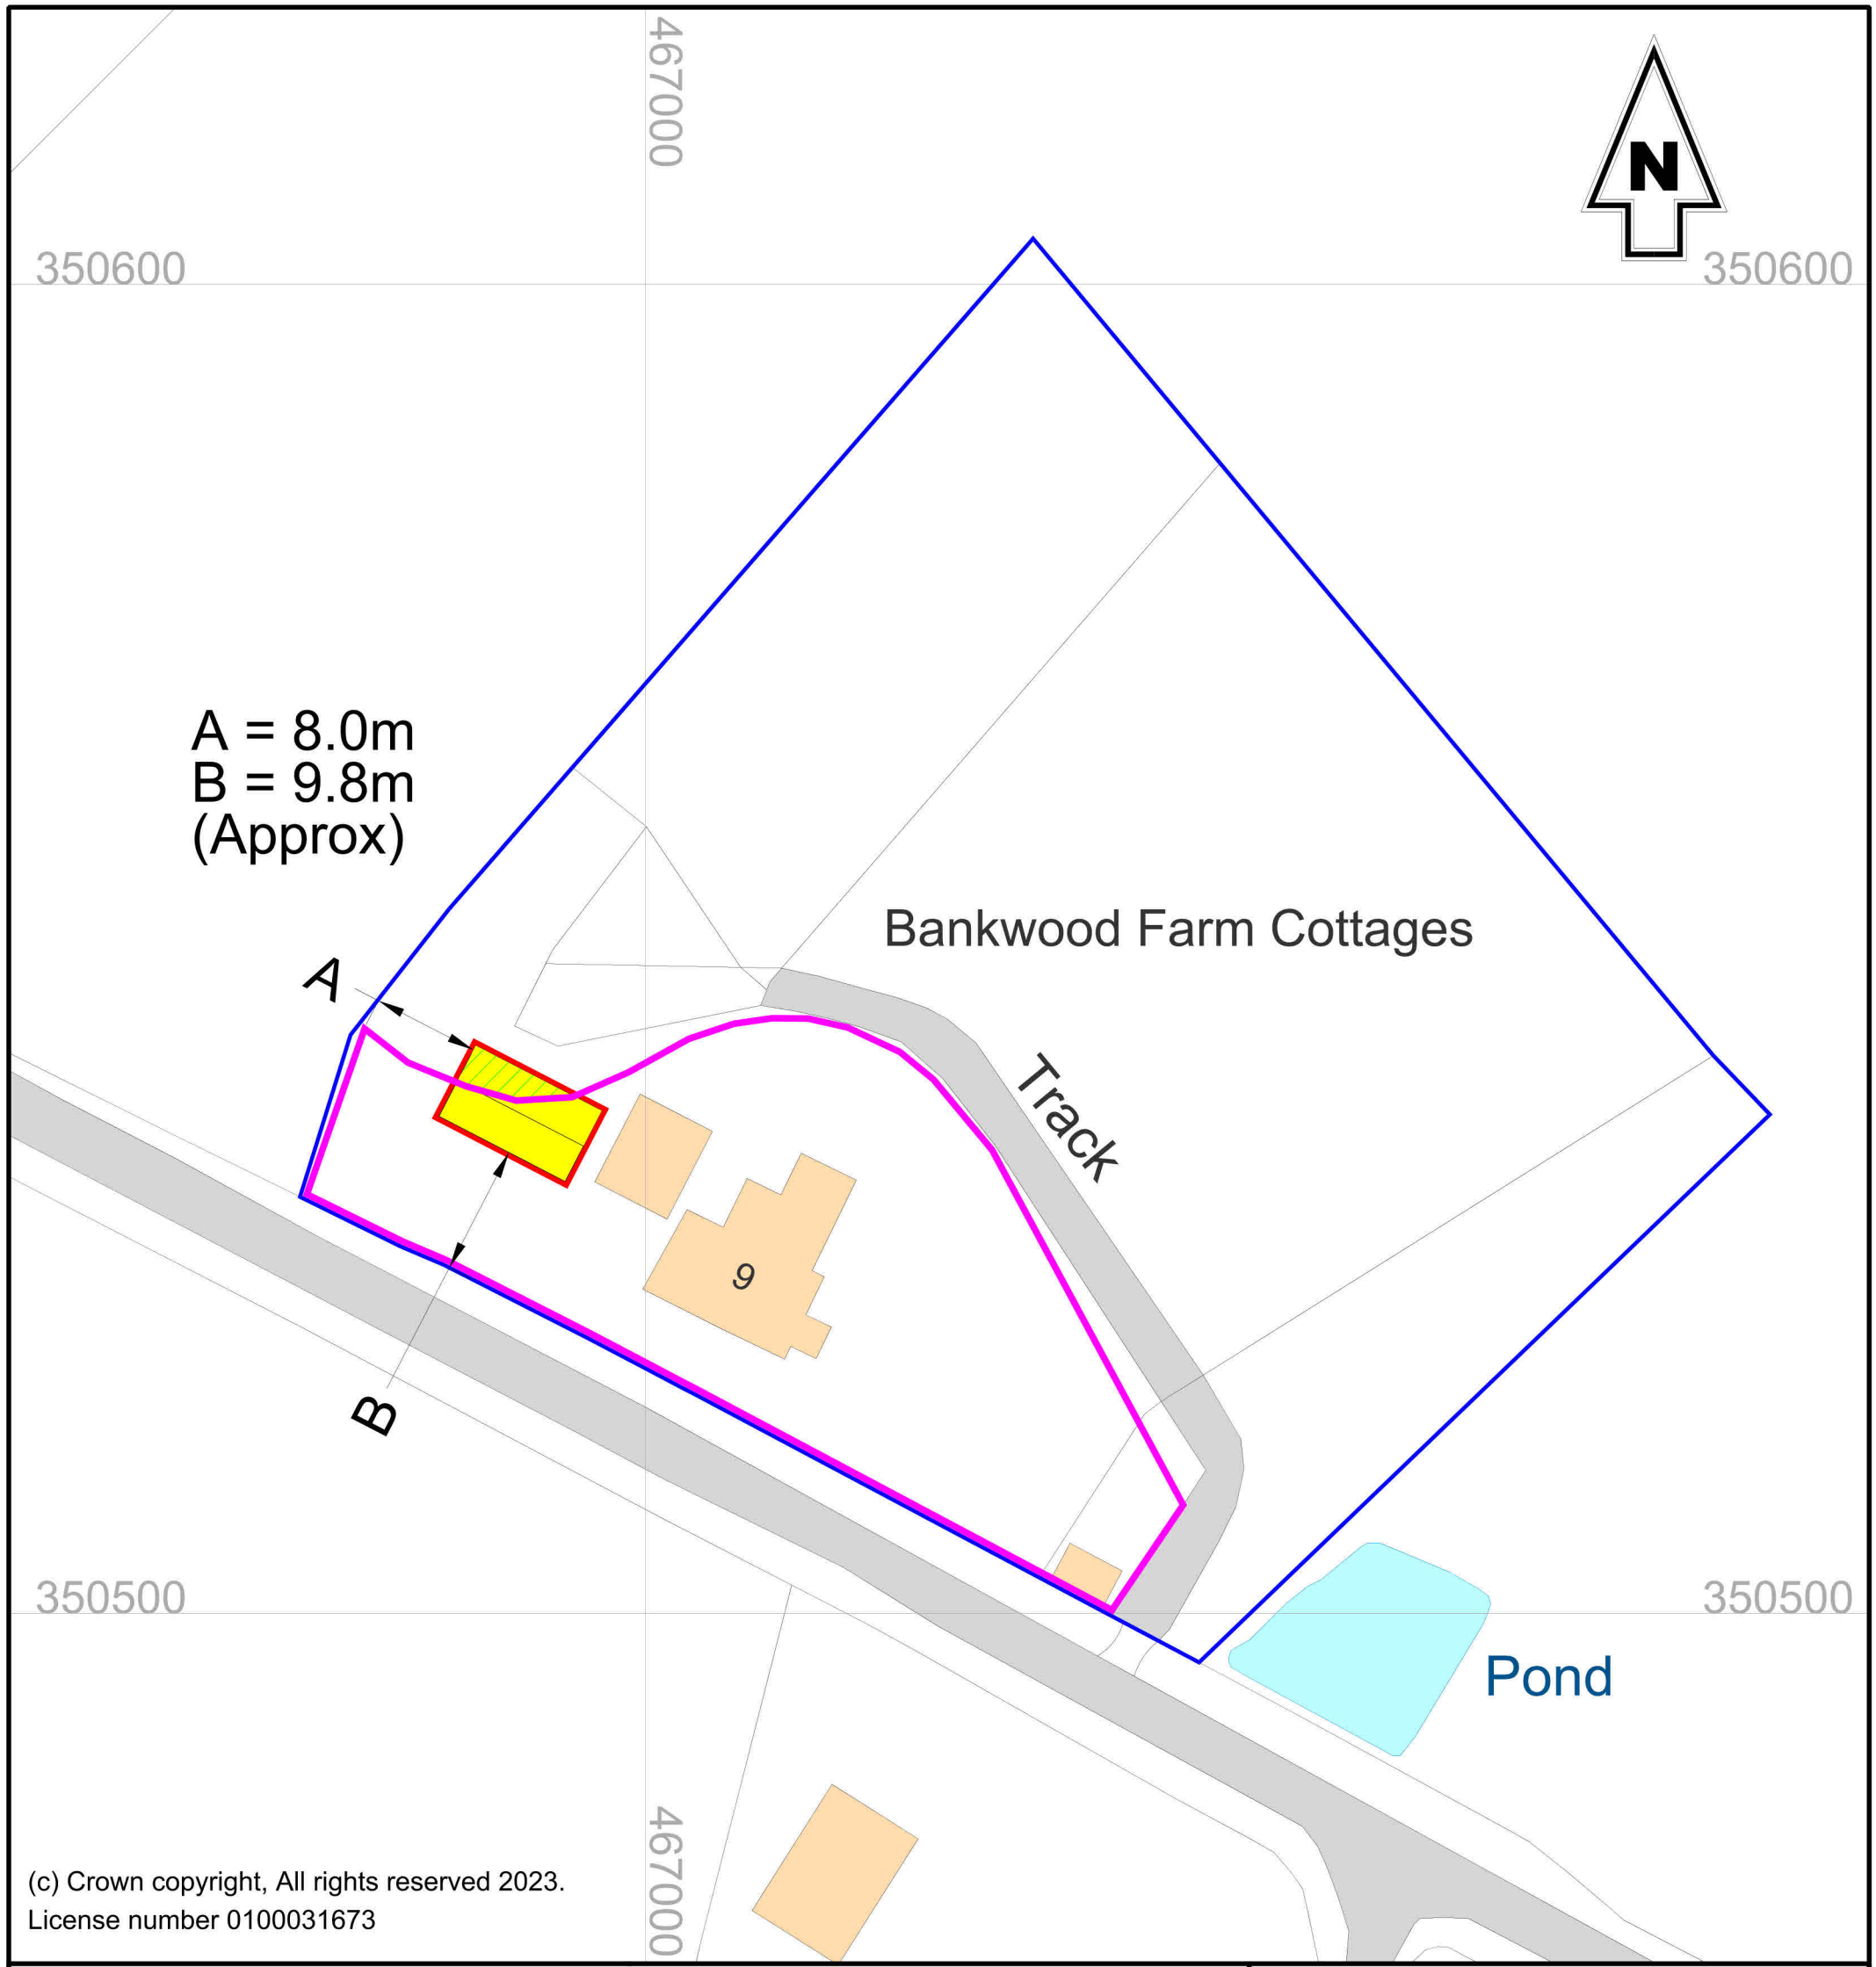 467000
N
350600
350600
A = 8.0m
B = 9.8m
(Approx)
Bankwood Farm Cottages
A
Track
9
B
350500
350500
Pond
467000
(c) Crown copyright, All rights reserved 2023.
License number 0100031673